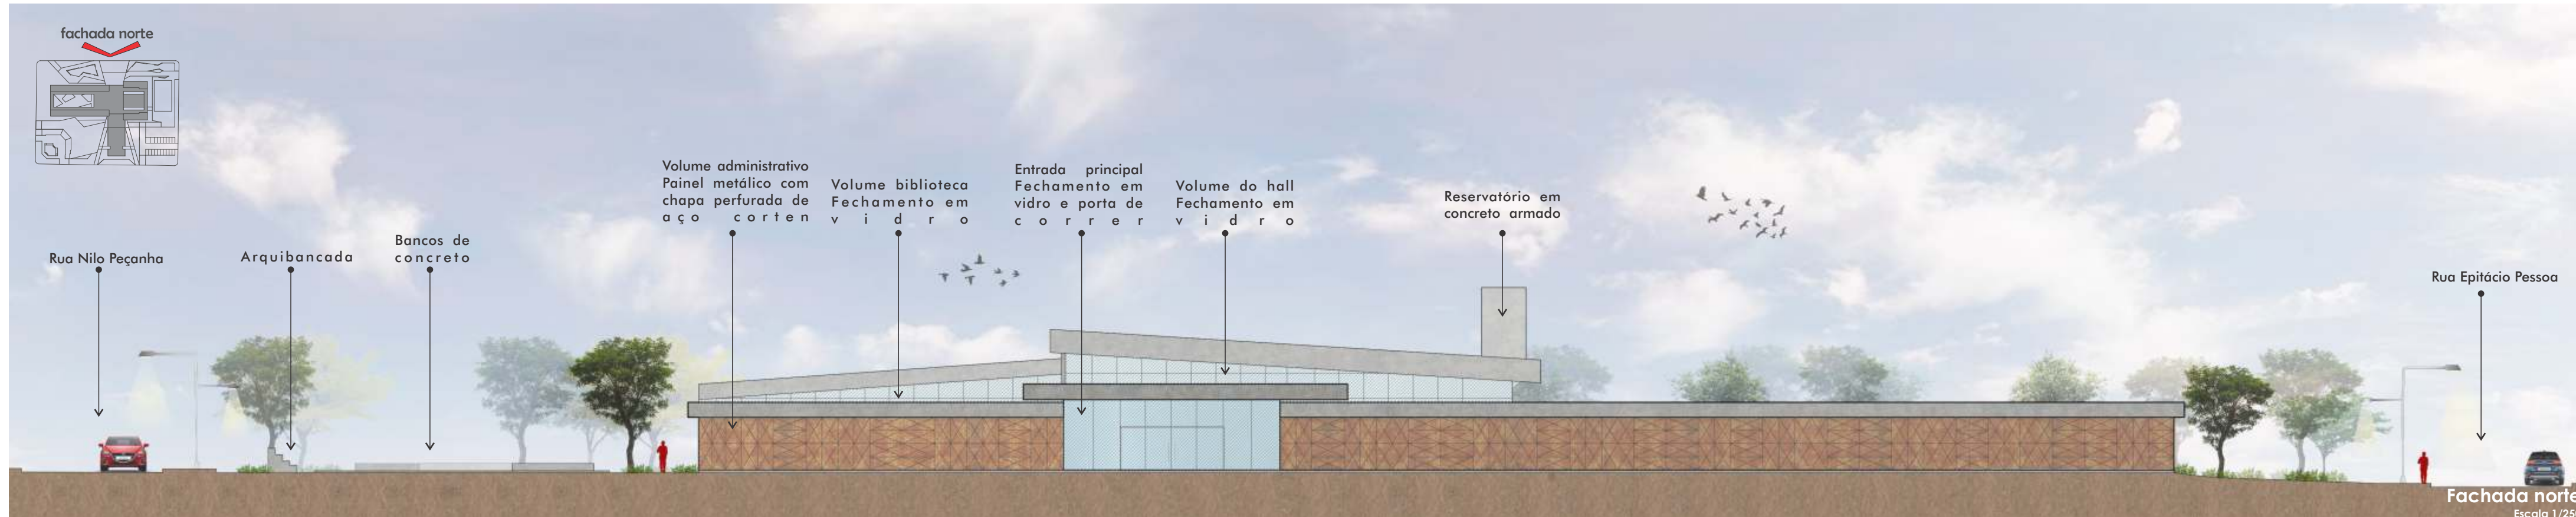 fachada norte
Rua Nilo Peçanha
Arquibancada
Bancos de
concreto
Volume administrativo
Painel metálico com
chapa perfurada de
aço corten
Volume biblioteca
Fechamento em
vidro
Entrada principal
Fechamento em
vidro e porta de
correr
Volume do hall
Fechamento em
vidro
Reservatório em
concreto armado
Rua Epitácio Pessoa
Fachada norte
Escala